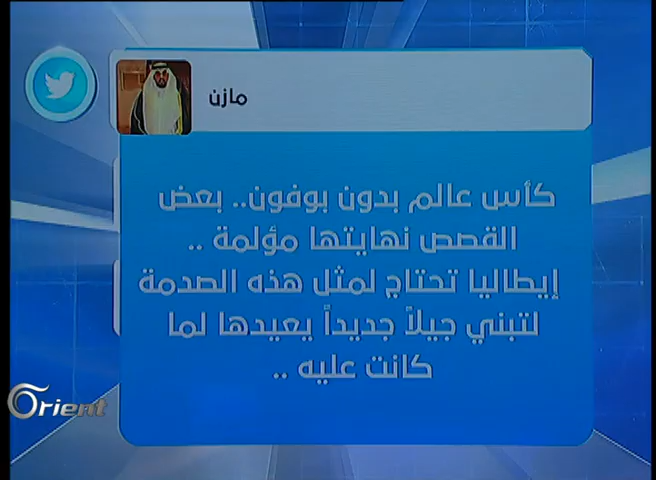 مازن
كأس عالم بدون بوفون.. بعض
القصص نهايتها مؤلمة ..
إيطاليا تحتاج لمثل هذه الصدمة
لتبني جيلاً جديداً يعيدها لما
كانت عليه ..
Orient